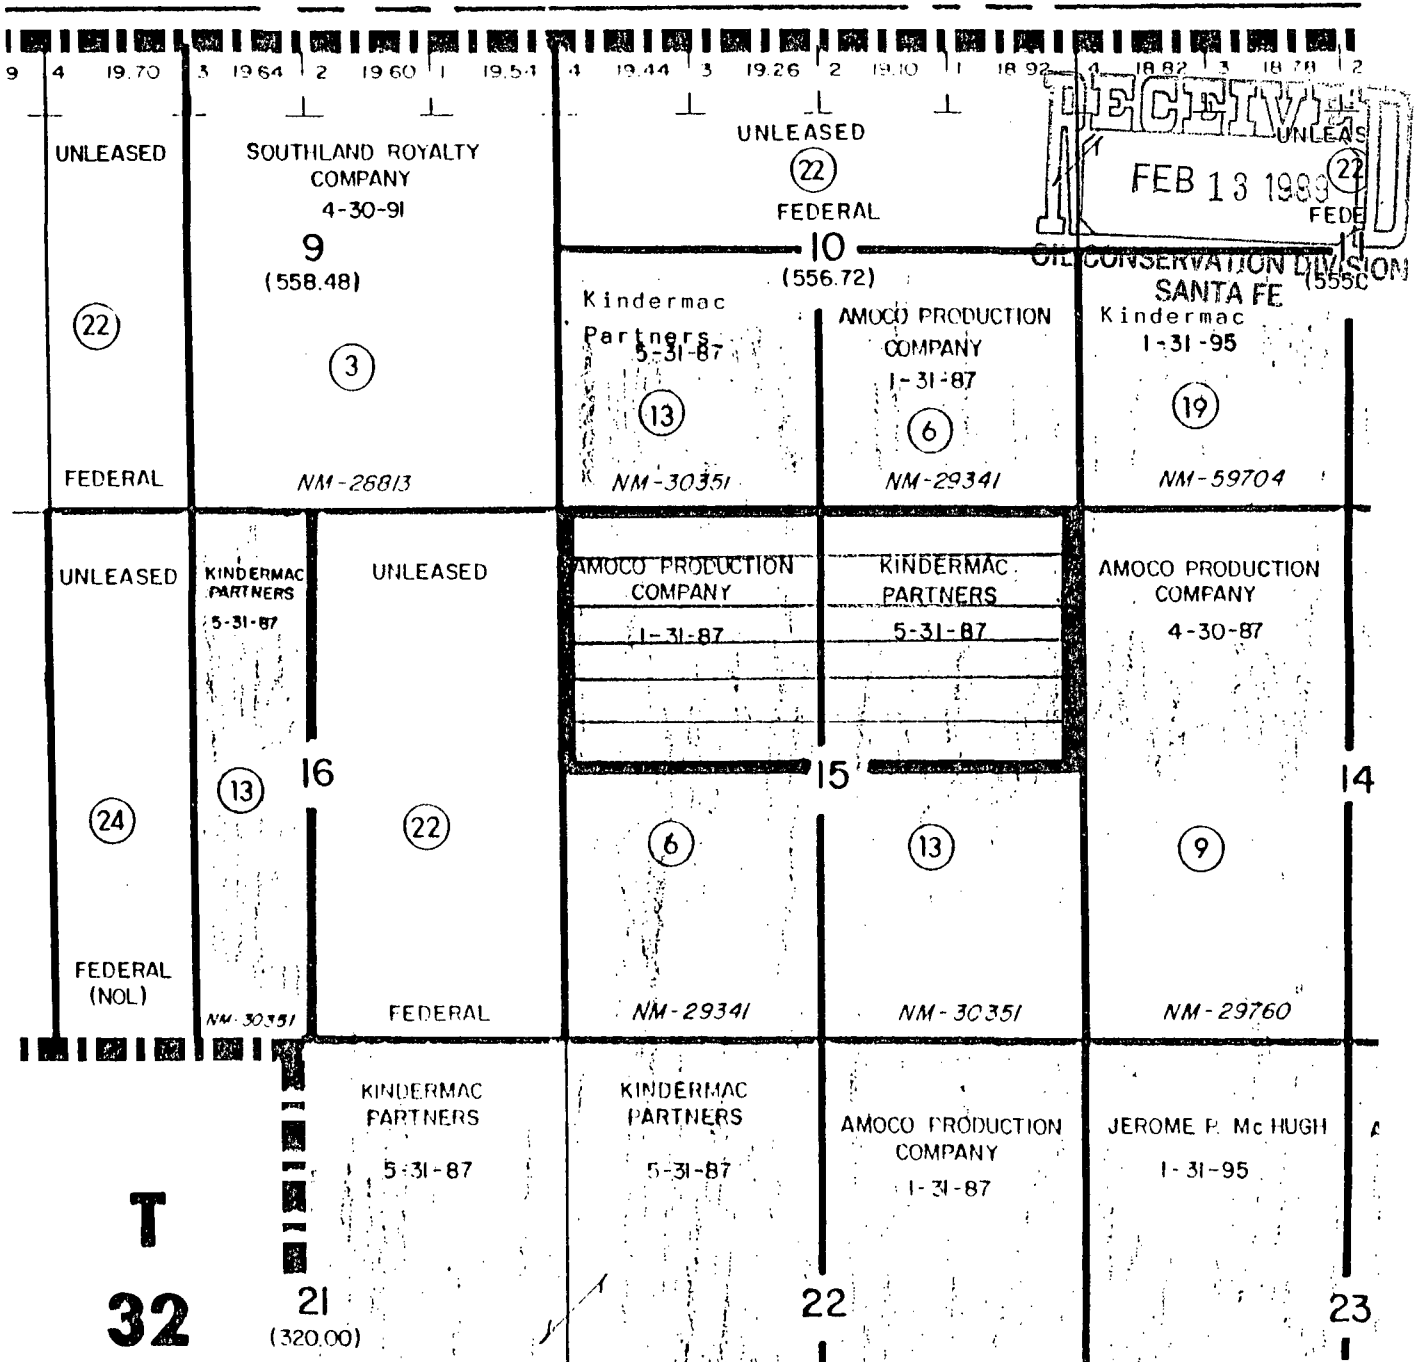 9 4 19.70 3 19.64 2 19.60 1 19.54 4 19.44 3 19.26 2 19.10 1 18.92 4 18.82 3 18.78 2
RECEIVED
FEB 13 1989
OIL CONSERVATION DIVISION
SANTA FE
UNLEASED
22
FEDERAL
SOUTHLAND ROYALTY
COMPANY
4-30-91
9
(558.48)
3
NM-26813
UNLEASED
22
FEDERAL
10
(556.72)
UNLEAS
22
FEDE
11
(555.0
Kindermac
Partners
5-31-87
13
NM-30351
AMOCO PRODUCTION
COMPANY
1-31-87
6
NM-29341
Kindermac
1-31-95
19
NM-59704
UNLEASED
24
FEDERAL
(NOL)
KINDERMAC
PARTNERS
5-31-87
13
NM-30351
16
UNLEASED
22
FEDERAL
AMOCO PRODUCTION
COMPANY
1-31-87
6
NM-29341
15
KINDERMAC
PARTNERS
5-31-87
13
NM-30351
AMOCO PRODUCTION
COMPANY
4-30-87
9
NM-29760
14
KINDERMAC
PARTNERS
5-31-87
21
(320.00)
KINDERMAC
PARTNERS
5-31-87
22
AMOCO PRODUCTION
COMPANY
1-31-87
JEROME P. McHUGH
1-31-95
23
A
T
32